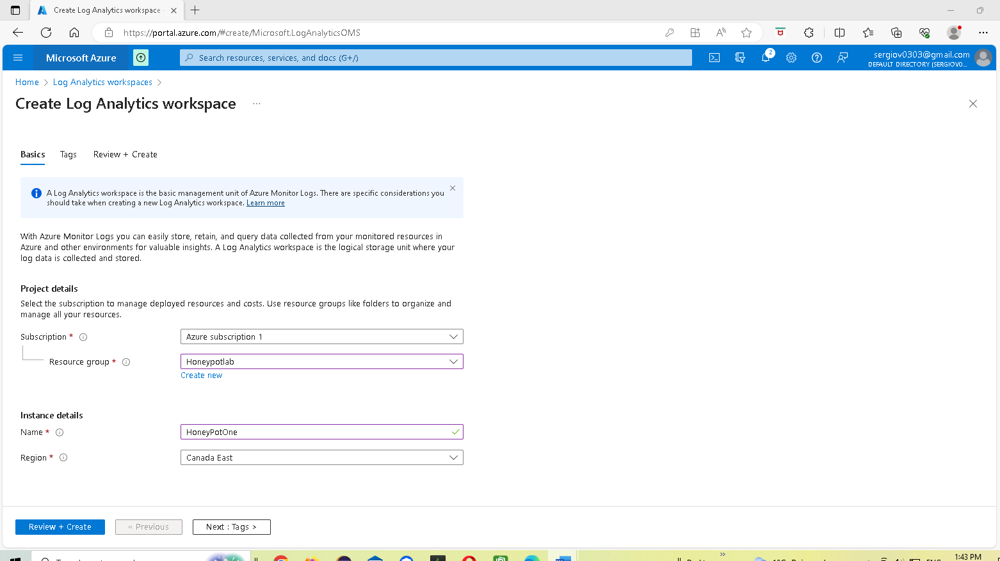 Create Log Analytics workspace -
https://portal.azure.com/#create/Microsoft.LogAnalyticsOMS
Microsoft Azure
Search resources, services, and docs (G+/)
2
sergiov0303@gmail.com
DEFAULT DIRECTORY (SERGIOV0...
Home > Log Analytics workspaces >
Create Log Analytics workspace ...
Basics Tags Review + Create
A Log Analytics workspace is the basic management unit of Azure Monitor Logs. There are specific considerations you
should take when creating a new Log Analytics workspace. Learn more
With Azure Monitor Logs you can easily store, retain, and query data collected from your monitored resources in
Azure and other environments for valuable insights. A Log Analytics workspace is the logical storage unit where your
log data is collected and stored.
Project details
Select the subscription to manage deployed resources and costs. Use resource groups like folders to organize and
manage all your resources.
Subscription * Azure subscription 1
Resource group * Honeypotlab
Create new
Instance details
Name * HoneyPotOne
Region * Canada East
Review + Create « Previous Next : Tags >
1:43 PM